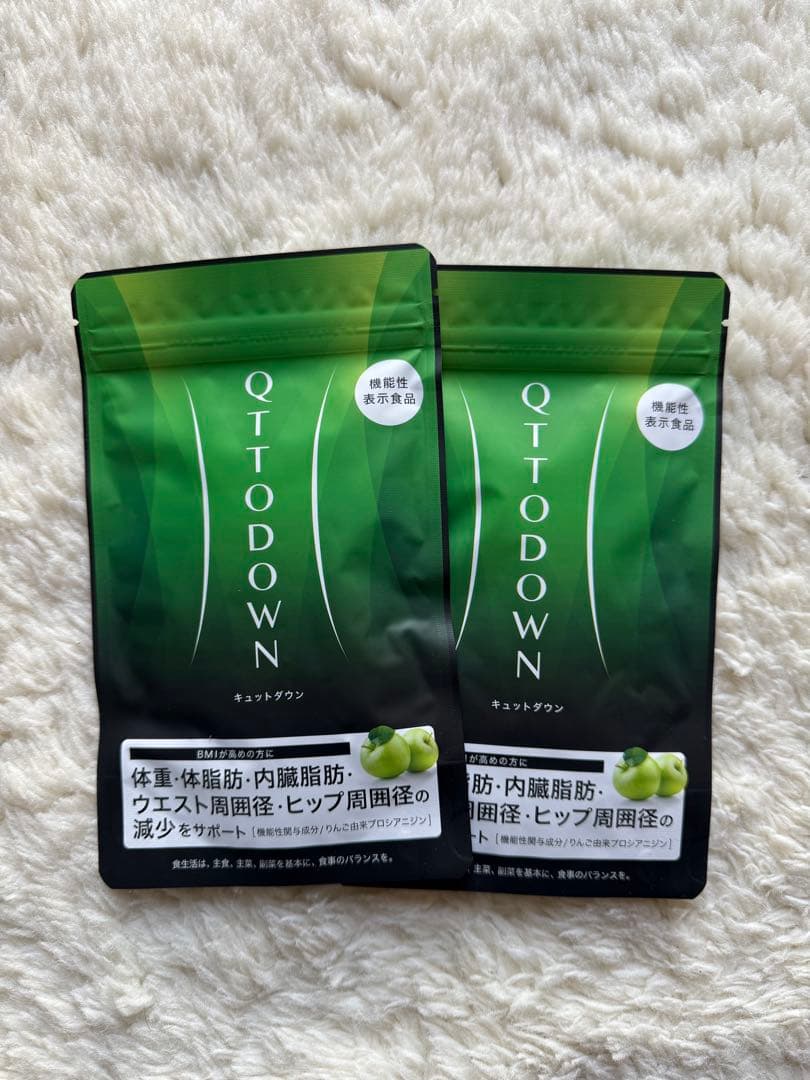 機能性
表示食品
QTTODOWN
キュットダウン
BMIが高めの方に
体重・体脂肪・内臓脂肪・
ウエスト周囲径・ヒップ周囲径の
減少をサポート [機能性関与成分/りんご由来プロシアニジン]
食生活は、主食、主菜、副菜を基本に、食事のバランスを。
機能性
表示食品
QTTODOWN
キュットダウン
が高めの方に
脂肪・内臓脂肪・
周囲径・ヒップ周囲径の
ート [機能性関与成分/りんご由来プロシアニジン]
主菜、副菜を基本に、食事のバランスを。